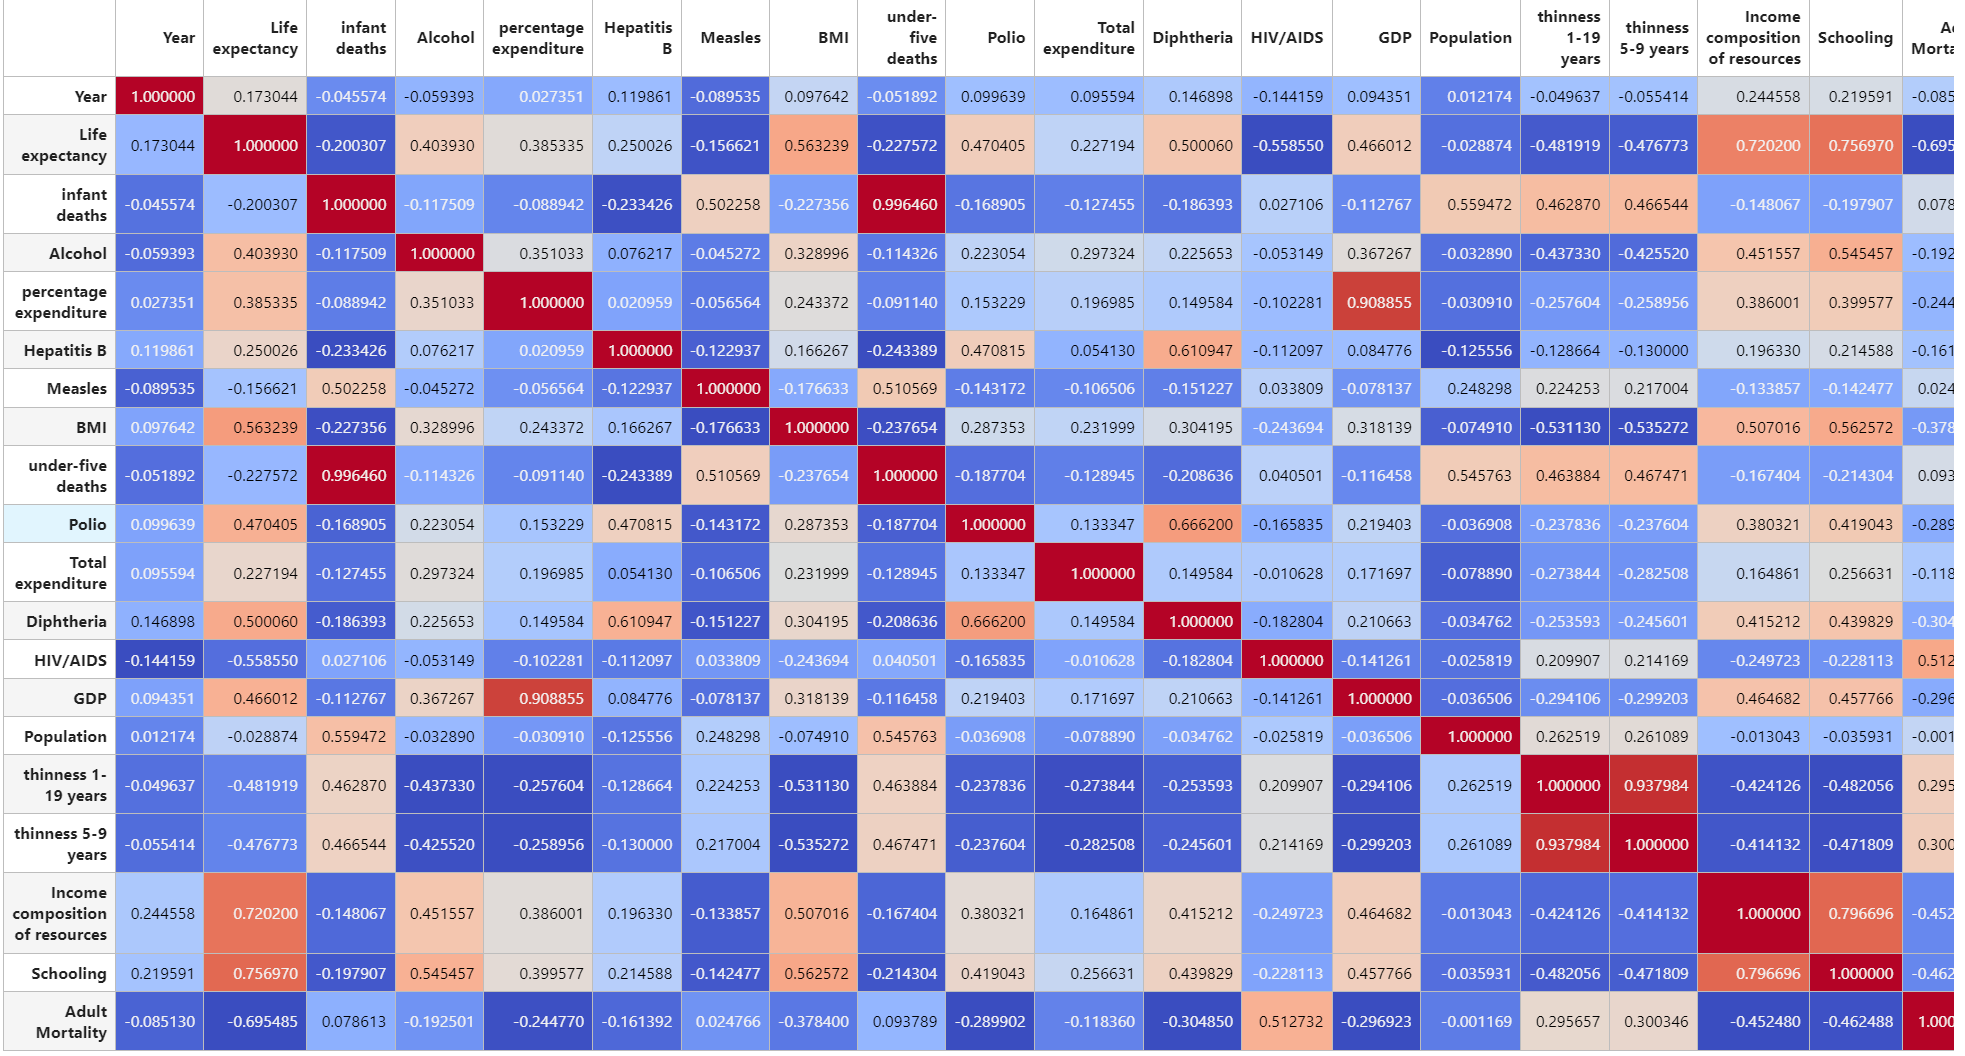 Year Life expectancy infant deaths Alcohol percentage expenditure Hepatitis B Measles BMI under-five deaths Polio Total expenditure Diphtheria HIV/AIDS GDP Population thinness 1-19 years thinness 5-9 years Income composition of resources Schooling
Year 1.000000 0.173044 -0.045574 -0.059393 0.027351 0.119861 -0.089535 0.097642 -0.051892 0.099639 0.095594 0.146898 -0.144159 0.094351 0.012174 -0.049637 -0.055414 0.244558 0.219591 -0.085
Life expectancy 0.173044 1.000000 -0.200307 0.403930 0.385335 0.250026 -0.156621 0.563239 -0.227572 0.470405 0.227194 0.500060 -0.558550 0.466012 -0.028874 -0.481919 -0.476773 0.720200 0.756970 -0.695
infant deaths -0.045574 -0.200307 1.000000 -0.117509 -0.088942 -0.233426 0.502258 -0.227356 0.996460 -0.168905 -0.127455 -0.186393 0.027106 -0.112767 0.559472 0.462870 0.466544 -0.148067 -0.197907 0.078
Alcohol -0.059393 0.403930 -0.117509 1.000000 0.351033 0.076217 -0.045272 0.328996 -0.114326 0.223054 0.297324 0.225653 -0.053149 0.367267 -0.032890 -0.437330 -0.425520 0.451557 0.545457 -0.192
percentage expenditure 0.027351 0.385335 -0.088942 0.351033 1.000000 0.020959 -0.056564 0.243372 -0.091140 0.153229 0.196985 0.149584 -0.102281 0.908855 -0.030910 -0.257604 -0.258956 0.386001 0.399577 -0.244
Hepatitis B 0.119861 0.250026 -0.233426 0.076217 0.020959 1.000000 -0.122937 0.166267 -0.243389 0.470815 0.054130 0.610947 -0.112097 0.084776 -0.125556 -0.128664 -0.130000 0.196330 0.214588 -0.161
Measles -0.089535 -0.156621 0.502258 -0.045272 -0.056564 -0.122937 1.000000 -0.176633 0.510569 -0.143172 -0.106506 -0.151227 0.033809 -0.078137 0.248298 0.224253 0.217004 -0.133857 -0.142477 0.024
BMI 0.097642 0.563239 -0.227356 0.328996 0.243372 0.166267 -0.176633 1.000000 -0.237654 0.287353 0.231999 0.304195 -0.243694 0.318139 -0.074910 -0.531130 -0.535272 0.507016 0.562572 -0.378
under-five deaths -0.051892 -0.227572 0.996460 -0.114326 -0.091140 -0.243389 0.510569 -0.237654 1.000000 -0.187704 -0.128945 -0.208636 0.040501 -0.116458 0.545763 0.463884 0.467471 -0.167404 -0.214304 0.093
Polio 0.099639 0.470405 -0.168905 0.223054 0.153229 0.470815 -0.143172 0.287353 -0.187704 1.000000 0.133347 0.666200 -0.165835 0.219403 -0.036908 -0.237836 -0.237604 0.380321 0.419043 -0.289
Total expenditure 0.095594 0.227194 -0.127455 0.297324 0.196985 0.054130 -0.106506 0.231999 -0.128945 0.133347 1.000000 0.149584 -0.010628 0.171697 -0.078890 -0.273844 -0.282508 0.164861 0.256631 -0.118
Diphtheria 0.146898 0.500060 -0.186393 0.225653 0.149584 0.610947 -0.151227 0.304195 -0.208636 0.666200 0.149584 1.000000 -0.182804 0.210663 -0.034762 -0.253593 -0.245601 0.415212 0.439829 -0.304
HIV/AIDS -0.144159 -0.558550 0.027106 -0.053149 -0.102281 -0.112097 0.033809 -0.243694 0.040501 -0.165835 -0.010628 -0.182804 1.000000 -0.141261 -0.025819 0.209907 0.214169 -0.249723 -0.228113 0.512
GDP 0.094351 0.466012 -0.112767 0.367267 0.908855 0.084776 -0.078137 0.318139 -0.116458 0.219403 0.171697 0.210663 -0.141261 1.000000 -0.036506 -0.294106 -0.299203 0.464682 0.457766 -0.296
Population 0.012174 -0.028874 0.559472 -0.032890 -0.030910 -0.125556 0.248298 -0.074910 0.545763 -0.036908 -0.078890 -0.034762 -0.025819 -0.036506 1.000000 0.262519 0.261089 -0.013043 -0.035931 -0.001
thinness 1-19 years -0.049637 -0.481919 0.462870 -0.437330 -0.257604 -0.128664 0.224253 -0.531130 0.463884 -0.237836 -0.273844 -0.253593 0.209907 -0.294106 0.262519 1.000000 0.937984 -0.424126 -0.482056 0.295
thinness 5-9 years -0.055414 -0.476773 0.466544 -0.425520 -0.258956 -0.130000 0.217004 -0.535272 0.467471 -0.237604 -0.282508 -0.245601 0.214169 -0.299203 0.261089 0.937984 1.000000 -0.414132 -0.471809 0.300
Income composition of resources 0.244558 0.720200 -0.148067 0.451557 0.386001 0.196330 -0.133857 0.507016 -0.167404 0.380321 0.164861 0.415212 -0.249723 0.464682 -0.013043 -0.424126 -0.414132 1.000000 0.796696 -0.452
Schooling 0.219591 0.756970 -0.197907 0.545457 0.399577 0.214588 -0.142477 0.562572 -0.214304 0.419043 0.256631 0.439829 -0.228113 0.457766 -0.035931 -0.482056 -0.471809 0.796696 1.000000 -0.462
Adult Mortality -0.085130 -0.695485 0.078613 -0.192501 -0.244770 -0.161392 0.024766 -0.378400 0.093789 -0.289902 -0.118360 -0.304850 0.512732 -0.296923 -0.001169 0.295657 0.300346 -0.452480 -0.462488 1.000